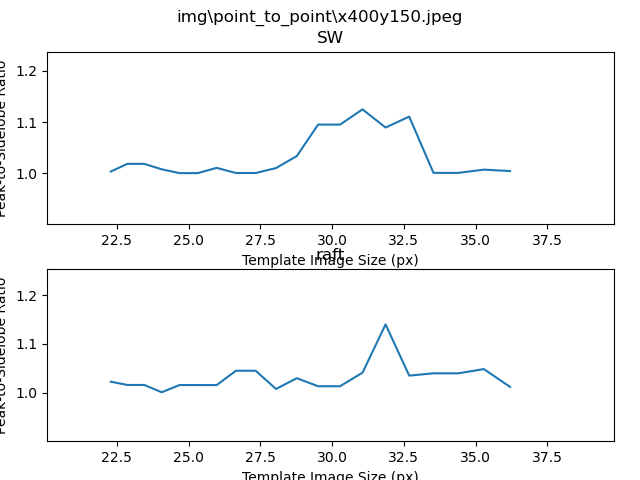 img\point_to_point\x400y150.jpeg
SW
Peak-to-Sidelobe Ratio
1.2
1.1
1.0
22.5 25.0 27.5 30.0 32.5 35.0 37.5
Template Image Size (px)
raft
Peak-to-Sidelobe Ratio
1.2
1.1
1.0
22.5 25.0 27.5 30.0 32.5 35.0 37.5
Template Image Size (px)